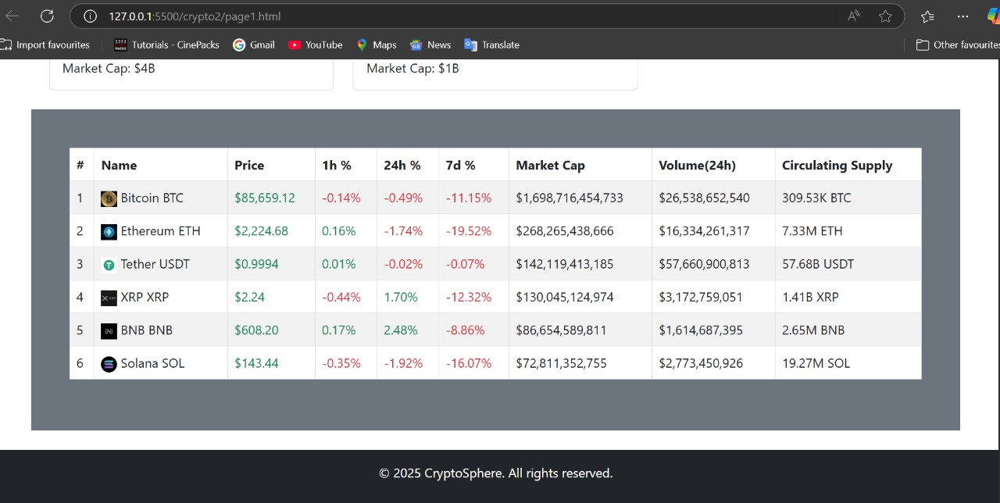 127.0.0.1:5500/crypto2/page1.html
Import favourites Tutorials - CinePacks Gmail YouTube Maps News Translate Other favourites
Market Cap: $4B Market Cap: $1B
# Name Price 1h % 24h % 7d % Market Cap Volume(24h) Circulating Supply
1 Bitcoin BTC $85,659.12 -0.14% -0.49% -11.15% $1,698,716,454,733 $26,538,652,540 309.53K BTC
2 Ethereum ETH $2,224.68 0.16% -1.74% -19.52% $268,265,438,666 $16,334,261,317 7.33M ETH
3 Tether USDT $0.9994 0.01% -0.02% -0.07% $142,119,413,185 $57,660,900,813 57.68B USDT
4 XRP XRP $2.24 -0.44% 1.70% -12.32% $130,045,124,974 $3,172,759,051 1.41B XRP
5 BNB BNB $608.20 0.17% 2.48% -8.86% $86,654,589,811 $1,614,687,395 2.65M BNB
6 Solana SOL $143.44 -0.35% -1.92% -16.07% $72,811,352,755 $2,773,450,926 19.27M SOL
© 2025 CryptoSphere. All rights reserved.